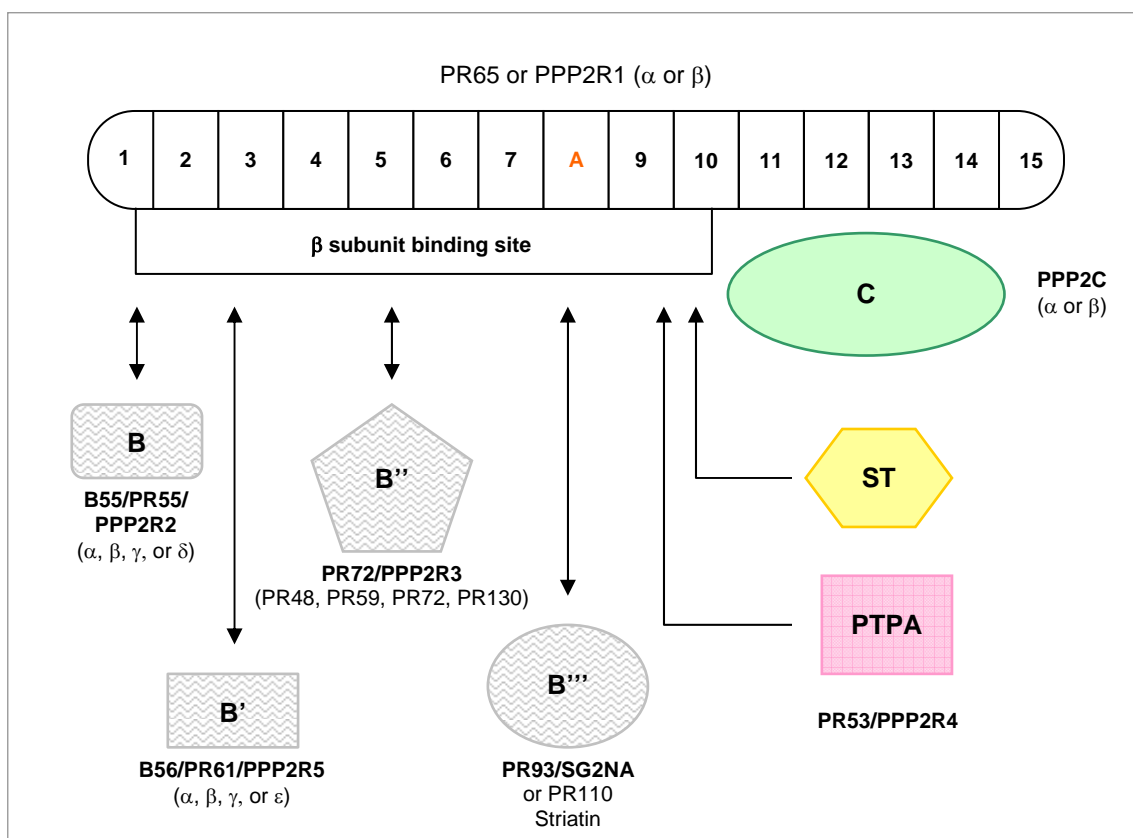 PR65 or PPP2R1 (α or β)
1 2 3 4 5 6 7 A 9 10 11 12 13 14 15
β subunit binding site
C
PPP2C
(α or β)
B
B55/PR55/
PPP2R2
(α, β, γ, or δ)
B’’
PR72/PPP2R3
(PR48, PR59, PR72, PR130)
ST
PTPA
PR53/PPP2R4
B’
B56/PR61/PPP2R5
(α, β, γ, or ε)
B’’’
PR93/SG2NA
or PR110
Striatin